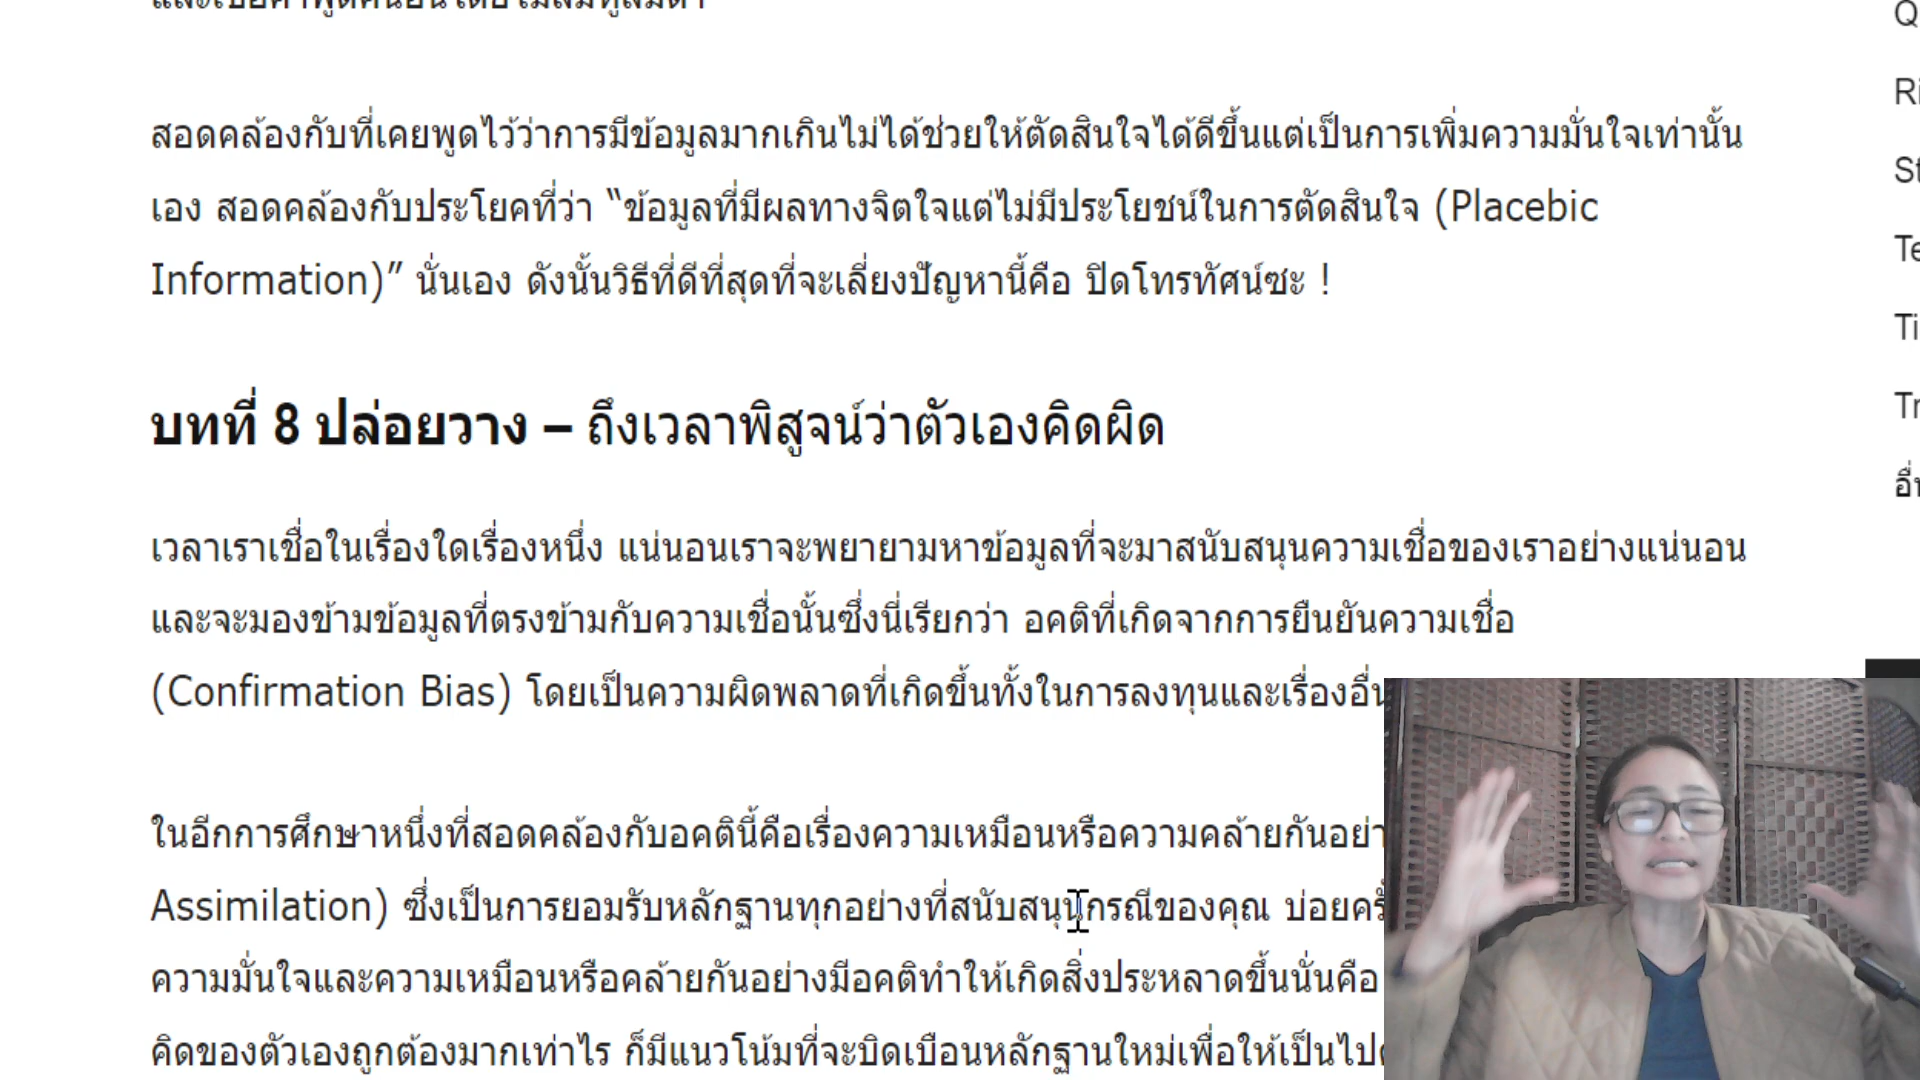 สอดคล้องกับที่เคยพูดไว้ว่าการมีข้อมูลมากเกินไม่ได้ช่วยให้ตัดสินใจได้ดีขึ้นแต่เป็นการเพิ่มความมั่นใจเท่านั้น
เอง สอดคล้องกับประโยคที่ว่า “ข้อมูลที่มีผลทางจิตใจแต่ไม่มีประโยชน์ในการตัดสินใจ (Placebic
Information)” นั่นเอง ดังนั้นวิธีที่ดีที่สุดที่จะเลี่ยงปัญหานี้คือ ปิดโทรทัศน์ซะ !
บทที่ 8 ปล่อยวาง – ถึงเวลาพิสูจน์ว่าตัวเองคิดผิด
เวลาเราเชื่อในเรื่องใดเรื่องหนึ่ง แน่นอนเราจะพยายามหาข้อมูลที่จะมาสนับสนุนความเชื่อของเราอย่างแน่นอน
และจะมองข้ามข้อมูลที่ตรงข้ามกับความเชื่อนั้นซึ่งนี่เรียกว่า อคติที่เกิดจากการยืนยันความเชื่อ
(Confirmation Bias) โดยเป็นความผิดพลาดที่เกิดขึ้นทั้งในการลงทุนและเรื่องอื่น
ในอีกการศึกษาหนึ่งที่สอดคล้องกับอคตินี้คือเรื่องความเหมือนหรือความคล้ายกันอย่า
Assimilation) ซึ่งเป็นการยอมรับหลักฐานทุกอย่างที่สนับสนุนกรณีของคุณ บ่อยครั
ความมั่นใจและความเหมือนหรือคล้ายกันอย่างมีอคติทำให้เกิดสิ่งประหลาดขึ้นนั่นคือ
คิดของตัวเองถูกต้องมากเท่าไร ก็มีแนวโน้มที่จะบิดเบือนหลักฐานใหม่เพื่อให้เป็นไป